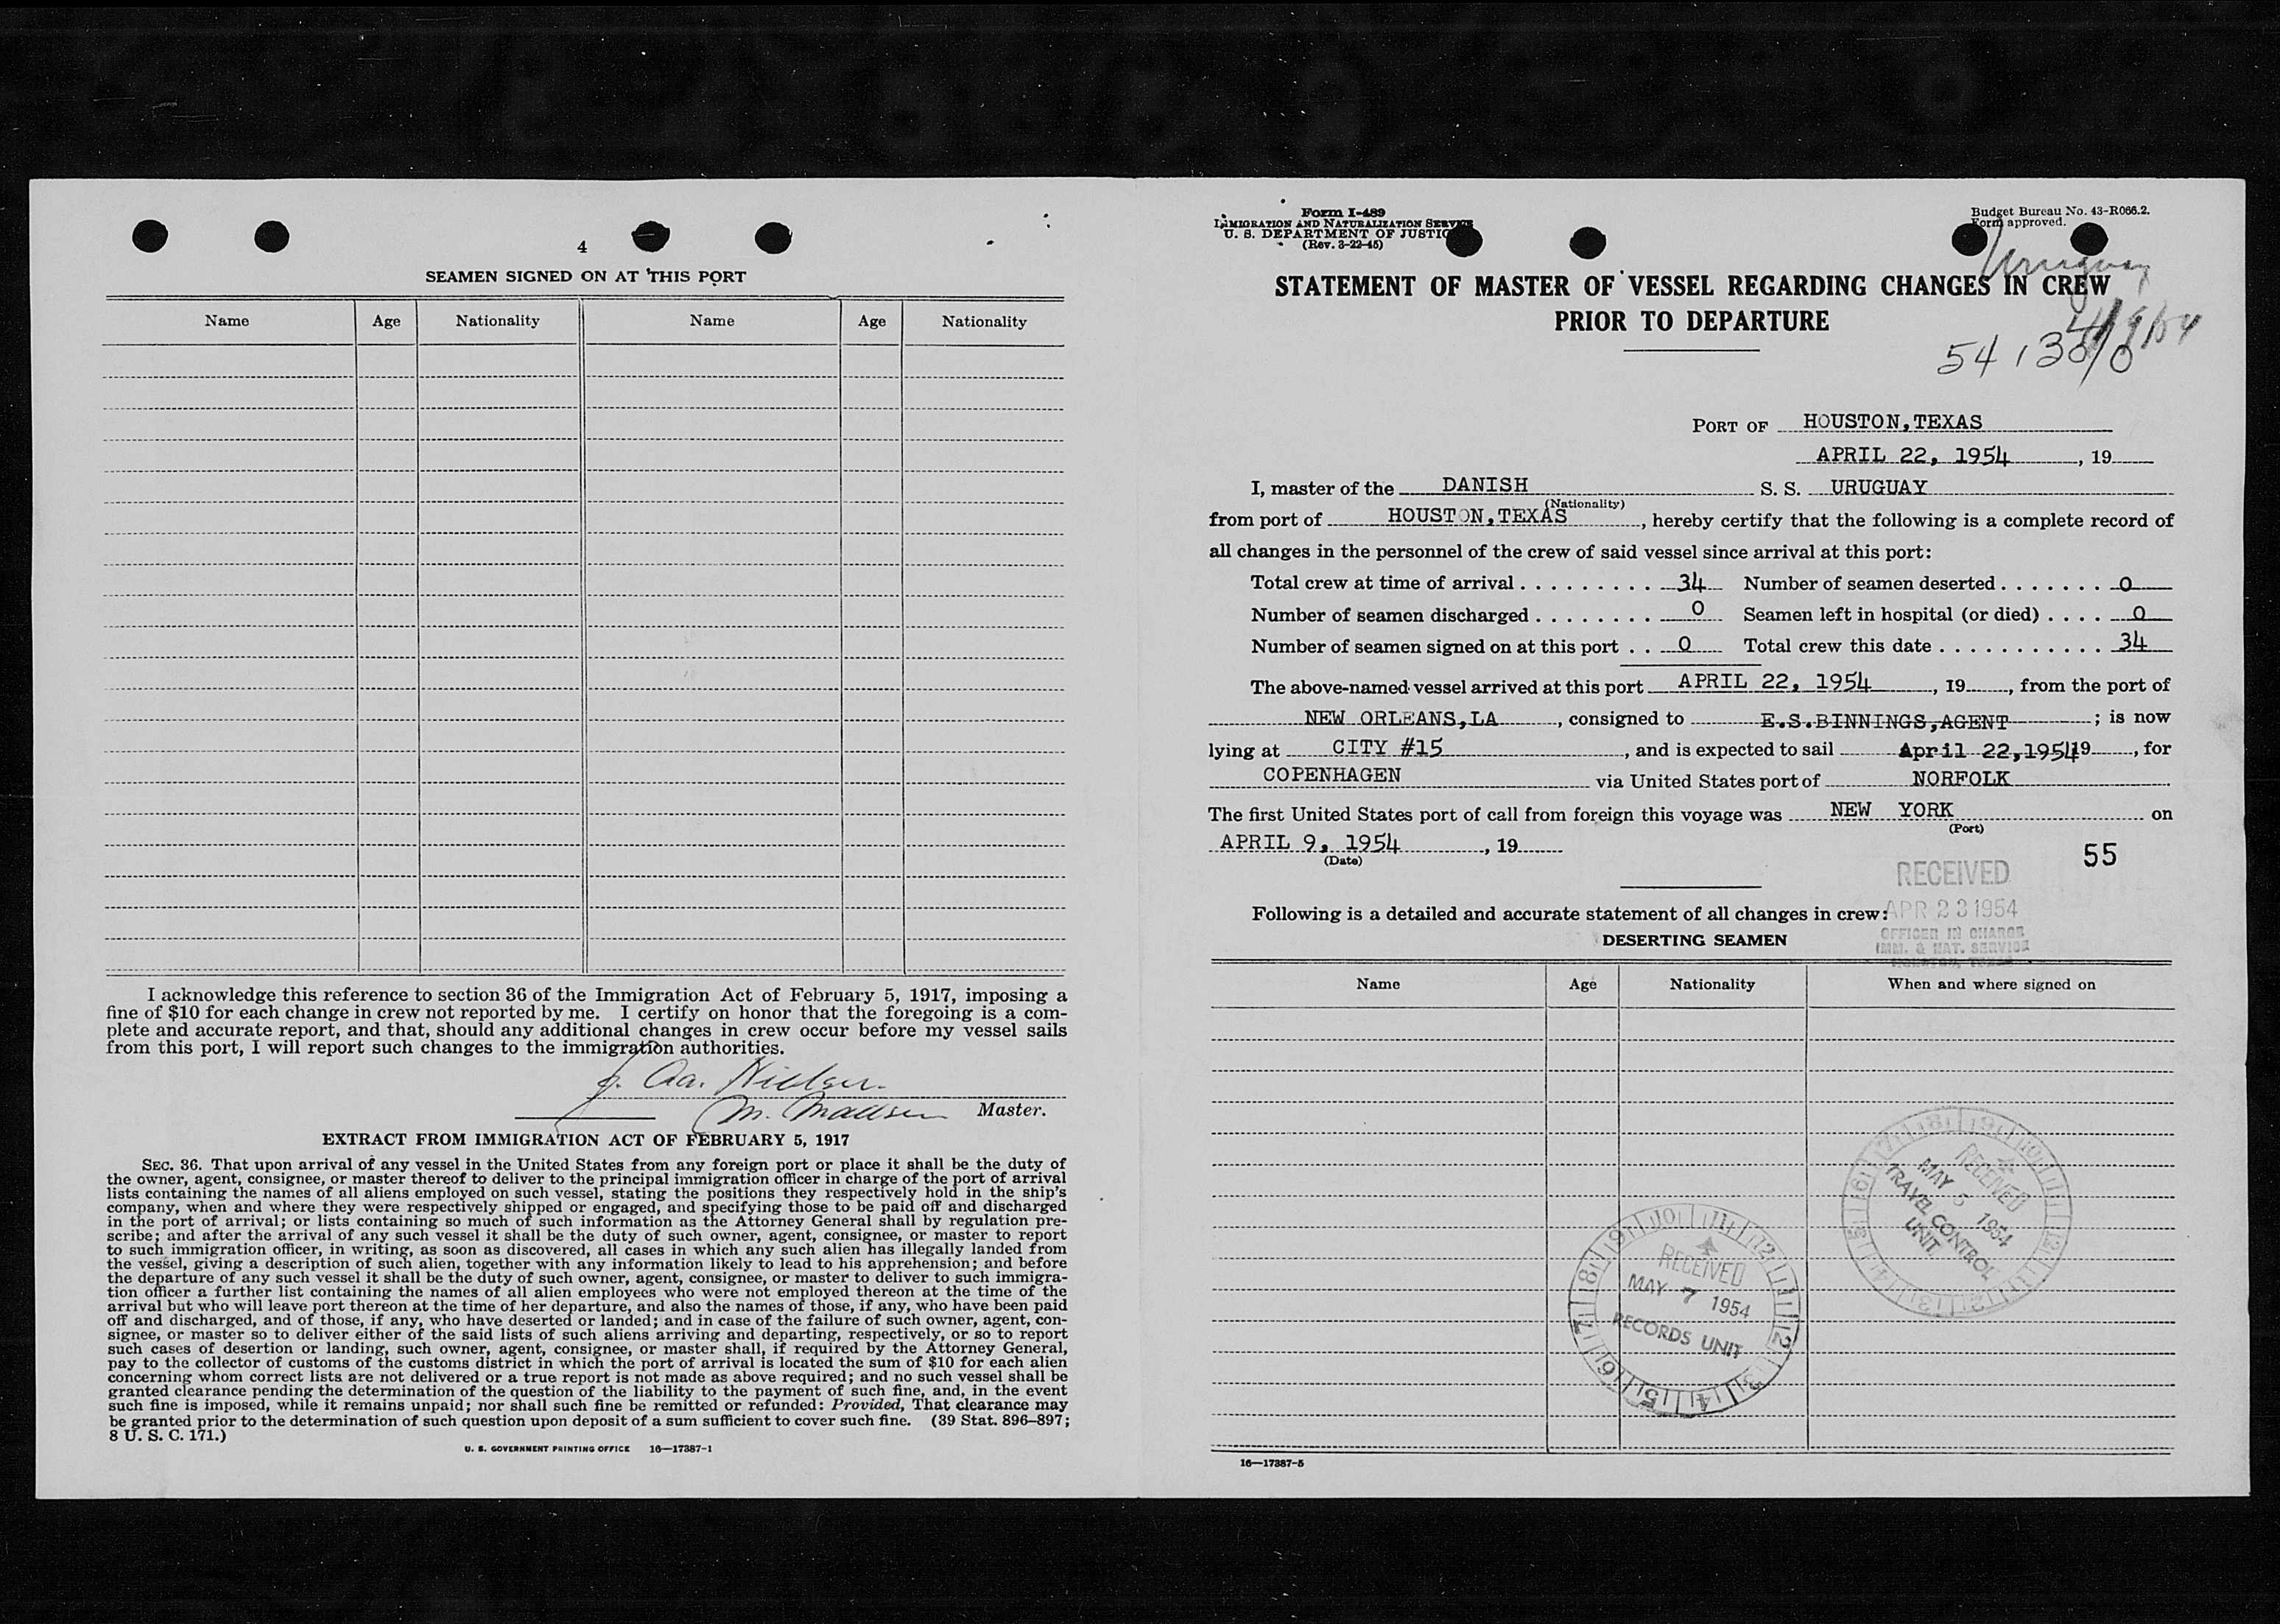 4
SEAMEN SIGNED ON AT THIS PORT
Name Age Nationality Name Age Nationality
I acknowledge this reference to section 36 of the Immigration Act of February 5, 1917, imposing a
fine of $10 for each change in crew not reported by me. I certify on honor that the foregoing is a com-
plete and accurate report, and that, should any additional changes in crew occur before my vessel sails
from this port, I will report such changes to the immigration authorities.
J. Aa. Nielsen.
M. Madsen Master.
EXTRACT FROM IMMIGRATION ACT OF FEBRUARY 5, 1917
SEC. 36. That upon arrival of any vessel in the United States from any foreign port or place it shall be the duty of
the owner, agent, consignee, or master thereof to deliver to the principal immigration officer in charge of the port of arrival
lists containing the names of all aliens employed on such vessel, stating the positions they respectively hold in the ship's
company, when and where they were respectively shipped or engaged, and specifying those to be paid off and discharged
in the port of arrival; or lists containing so much of such information as the Attorney General shall by regulation pre-
scribe; and after the arrival of any such vessel it shall be the duty of such owner, agent, consignee, or master to report
to such immigration officer, in writing, as soon as discovered, all cases in which any such alien has illegally landed from
the vessel, giving a description of such alien, together with any information likely to lead to his apprehension; and before
the departure of any such vessel it shall be the duty of such owner, agent, consignee, or master to deliver to such immigra-
tion officer a further list containing the names of all alien employees who were not employed thereon at the time of the
arrival but who will leave port thereon at the time of her departure, and also the names of those, if any, who have been paid
off and discharged, and of those, if any, who have deserted or landed; and in case of the failure of such owner, agent, con-
signee, or master so to deliver either of the said lists of such aliens arriving and departing, respectively, or so to report
such cases of desertion or landing, such owner, agent, consignee, or master shall, if required by the Attorney General,
pay to the collector of customs of the customs district in which the port of arrival is located the sum of $10 for each alien
concerning whom correct lists are not delivered or a true report is not made as above required; and no such vessel shall be
granted clearance pending the determination of the question of the liability to the payment of such fine, and, in the event
such fine is imposed, while it remains unpaid; nor shall such fine be remitted or refunded: Provided, That clearance may
be granted prior to the determination of such question upon deposit of a sum sufficient to cover such fine. (39 Stat. 896–897;
8 U. S. C. 171.)
U. S. GOVERNMENT PRINTING OFFICE 16—17387-1
Form I-489
IMMIGRATION AND NATURALIZATION SERVICE
U. S. DEPARTMENT OF JUSTICE
(Rev. 3-22-45)
Budget Bureau No. 43-R066.2.
Form approved.
Uruguay
STATEMENT OF MASTER OF VESSEL REGARDING CHANGES IN CREW
PRIOR TO DEPARTURE
4/9/54
PORT OF HOUSTON,TEXAS
APRIL 22, 1954, 19
I, master of the DANISH S. S. URUGUAY
(Nationality)
from port of HOUSTON,TEXAS, hereby certify that the following is a complete record of
all changes in the personnel of the crew of said vessel since arrival at this port:
Total crew at time of arrival . . . . . . . . . . 34 Number of seamen deserted . . . . . . . 0
Number of seamen discharged . . . . . . . . 0 Seamen left in hospital (or died) . . . . 0
Number of seamen signed on at this port . . 0 Total crew this date . . . . . . . . . . . 34
The above-named vessel arrived at this port APRIL 22, 1954, 19, from the port of
NEW ORLEANS,LA, consigned to E.S.BINNINGS,AGENT; is now
lying at CITY #15, and is expected to sail April 22,1954 19, for
COPENHAGEN via United States port of NORFOLK
The first United States port of call from foreign this voyage was NEW YORK on
(Port)
APRIL 9, 1954, 19
(Date)
55
RECEIVED
Following is a detailed and accurate statement of all changes in crew: APR 23 1954
OFFICER IN CHARGE
DESERTING SEAMEN
IMM. & NAT. SERVICE
HOUSTON, TEXAS
Name Age Nationality When and where signed on
RECEIVED
MAY 5 1954
TRAVEL CONTROL
UNIT
RECEIVED
MAY 7 1954
RECORDS UNIT
16—17387-5